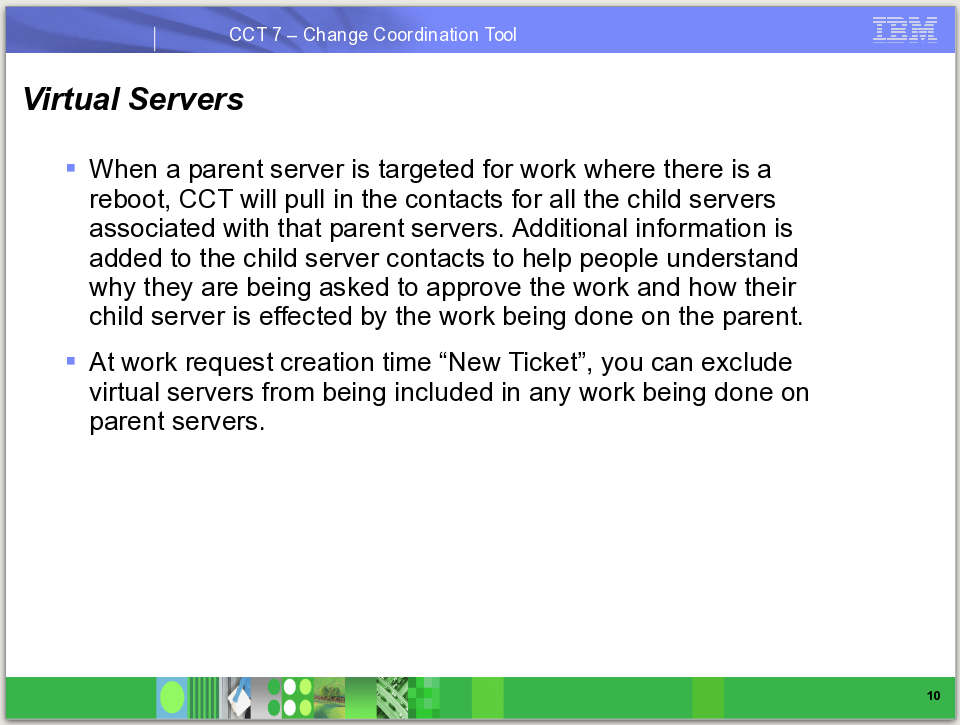 CCT 7 – Change Coordination Tool
IBM
Virtual Servers
When a parent server is targeted for work where there is a
reboot, CCT will pull in the contacts for all the child servers
associated with that parent servers. Additional information is
added to the child server contacts to help people understand
why they are being asked to approve the work and how their
child server is effected by the work being done on the parent.
At work request creation time “New Ticket”, you can exclude
virtual servers from being included in any work being done on
parent servers.
10